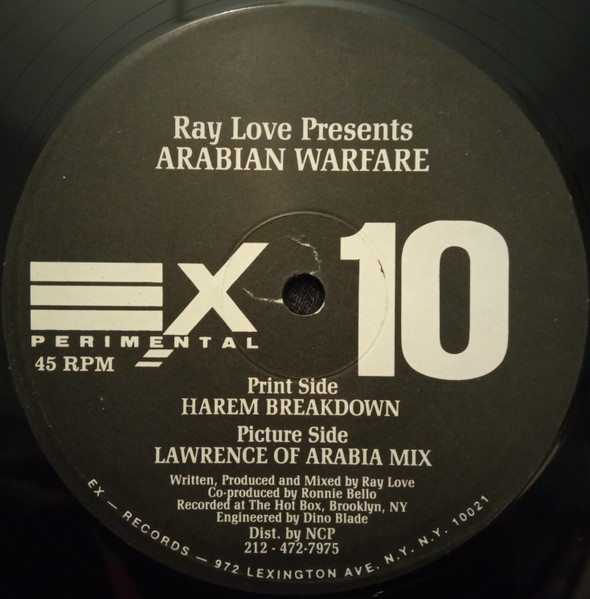 Ray Love Presents
ARABIAN WARFARE
EX 10
PERIMENTAL
45 RPM
Print Side
HAREM BREAKDOWN
Picture Side
LAWRENCE OF ARABIA MIX
Written, Produced and Mixed by Ray Love
Co-produced by Ronnie Bello
Recorded at The Hot Box, Brooklyn, NY
Engineered by Dino Blade
Dist. by NCP
212 - 472-7975
EX — RECORDS — 972 LEXINGTON AVE. N.Y. N.Y. 10021